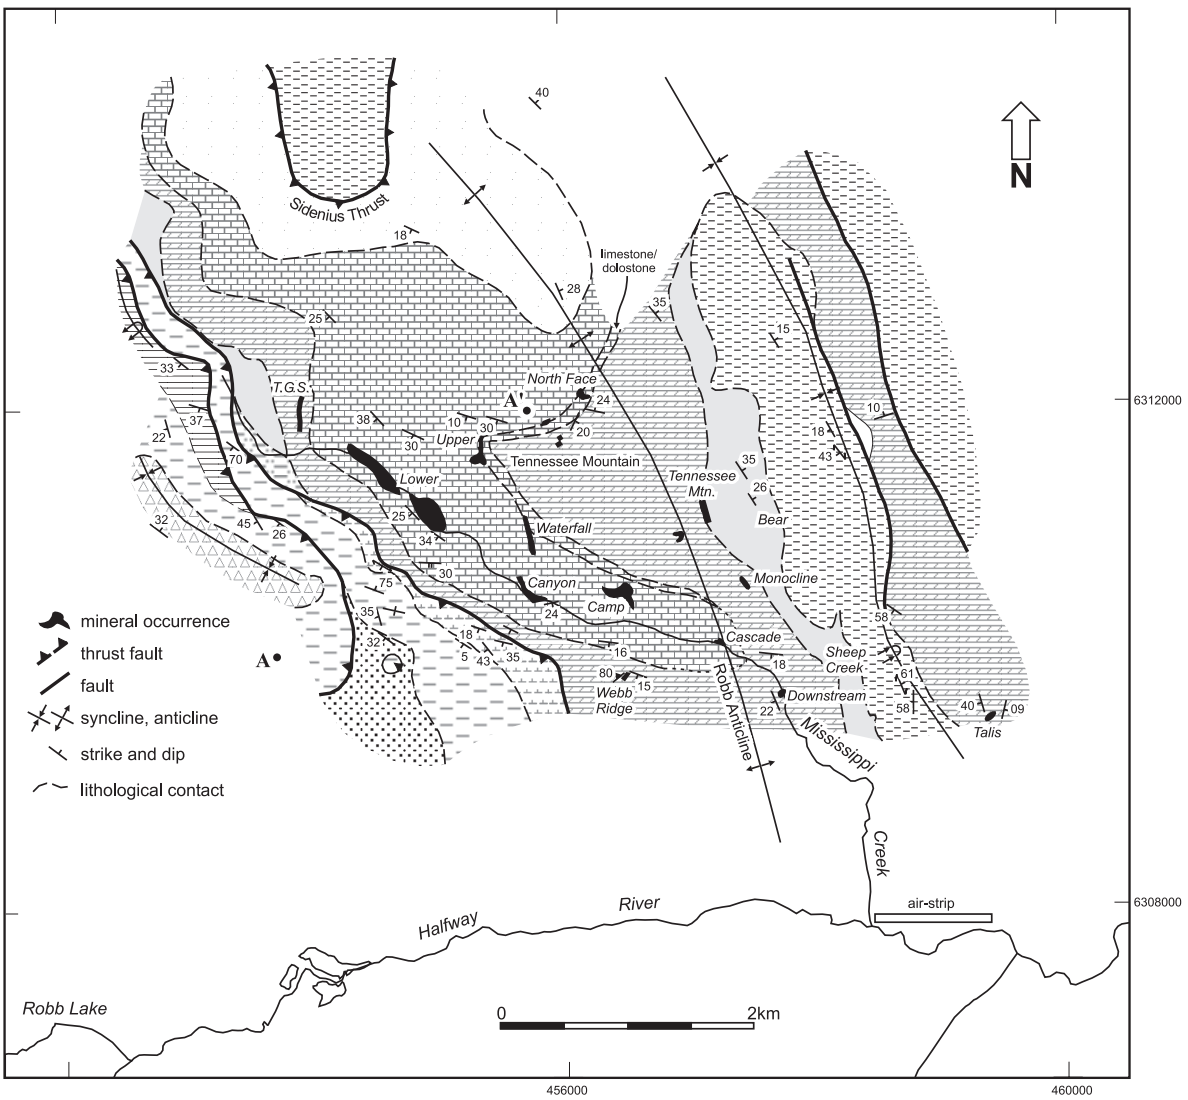 40
N
Sidenius Thrust
18
limestone/
dolostone
28
35
25
15
33
T.G.S.
North Face
A'
24
6312000
37
38
10
30
10
22
30
Upper
20
18
43
70
Tennessee Mountain
Tennessee
Mtn.
35
26
Lower
32
45
26
25
34
Waterfall
Bear
30
75
Canyon
24
Camp
Monocline
mineral occurrence
35
32
18
5
43
35
16
Cascade
58
thrust fault
A
80
15
Webb
Ridge
18
Sheep
Creek
61
fault
Robb Anticline
22
Downstream
58
40
09
Talis
syncline, anticline
strike and dip
Mississippi
lithological contact
Creek
Halfway
River
air-strip
6308000
Robb Lake
0
2km
456000
460000